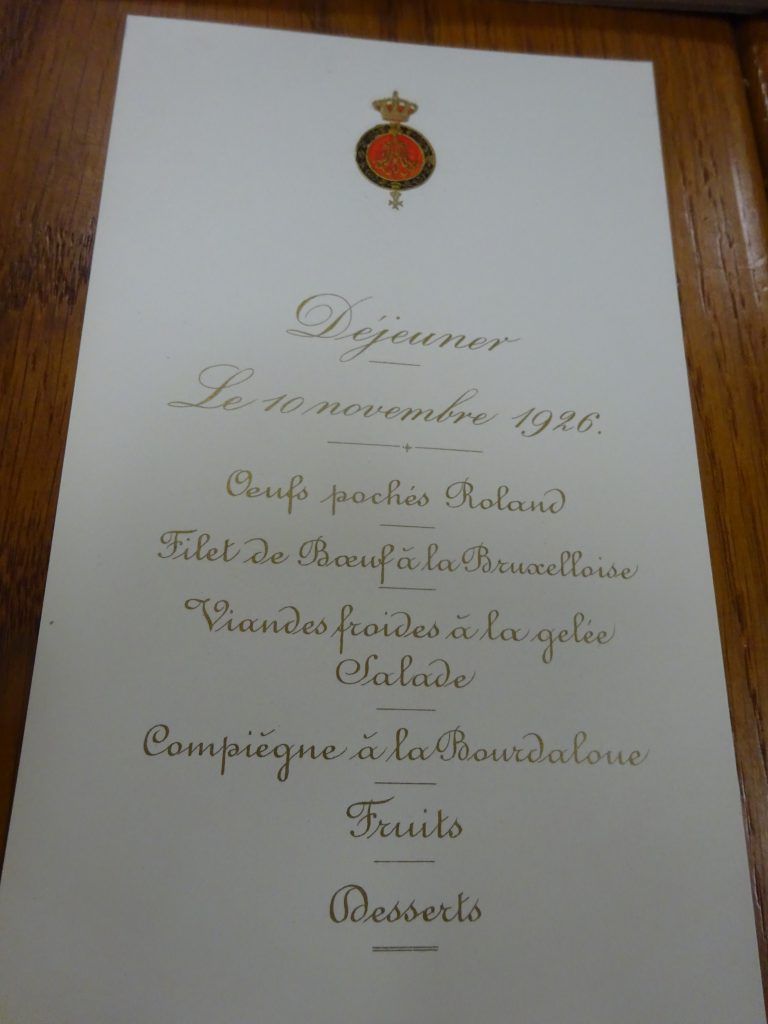 Déjeuner
Le 10 novembre 1926.
Oeufs pochés Roland
Filet de Bœuf à la Bruxelloise
Viandes froides à la gelée
Salade
Compiègne à la Bourdaloue
Fruits
Desserts